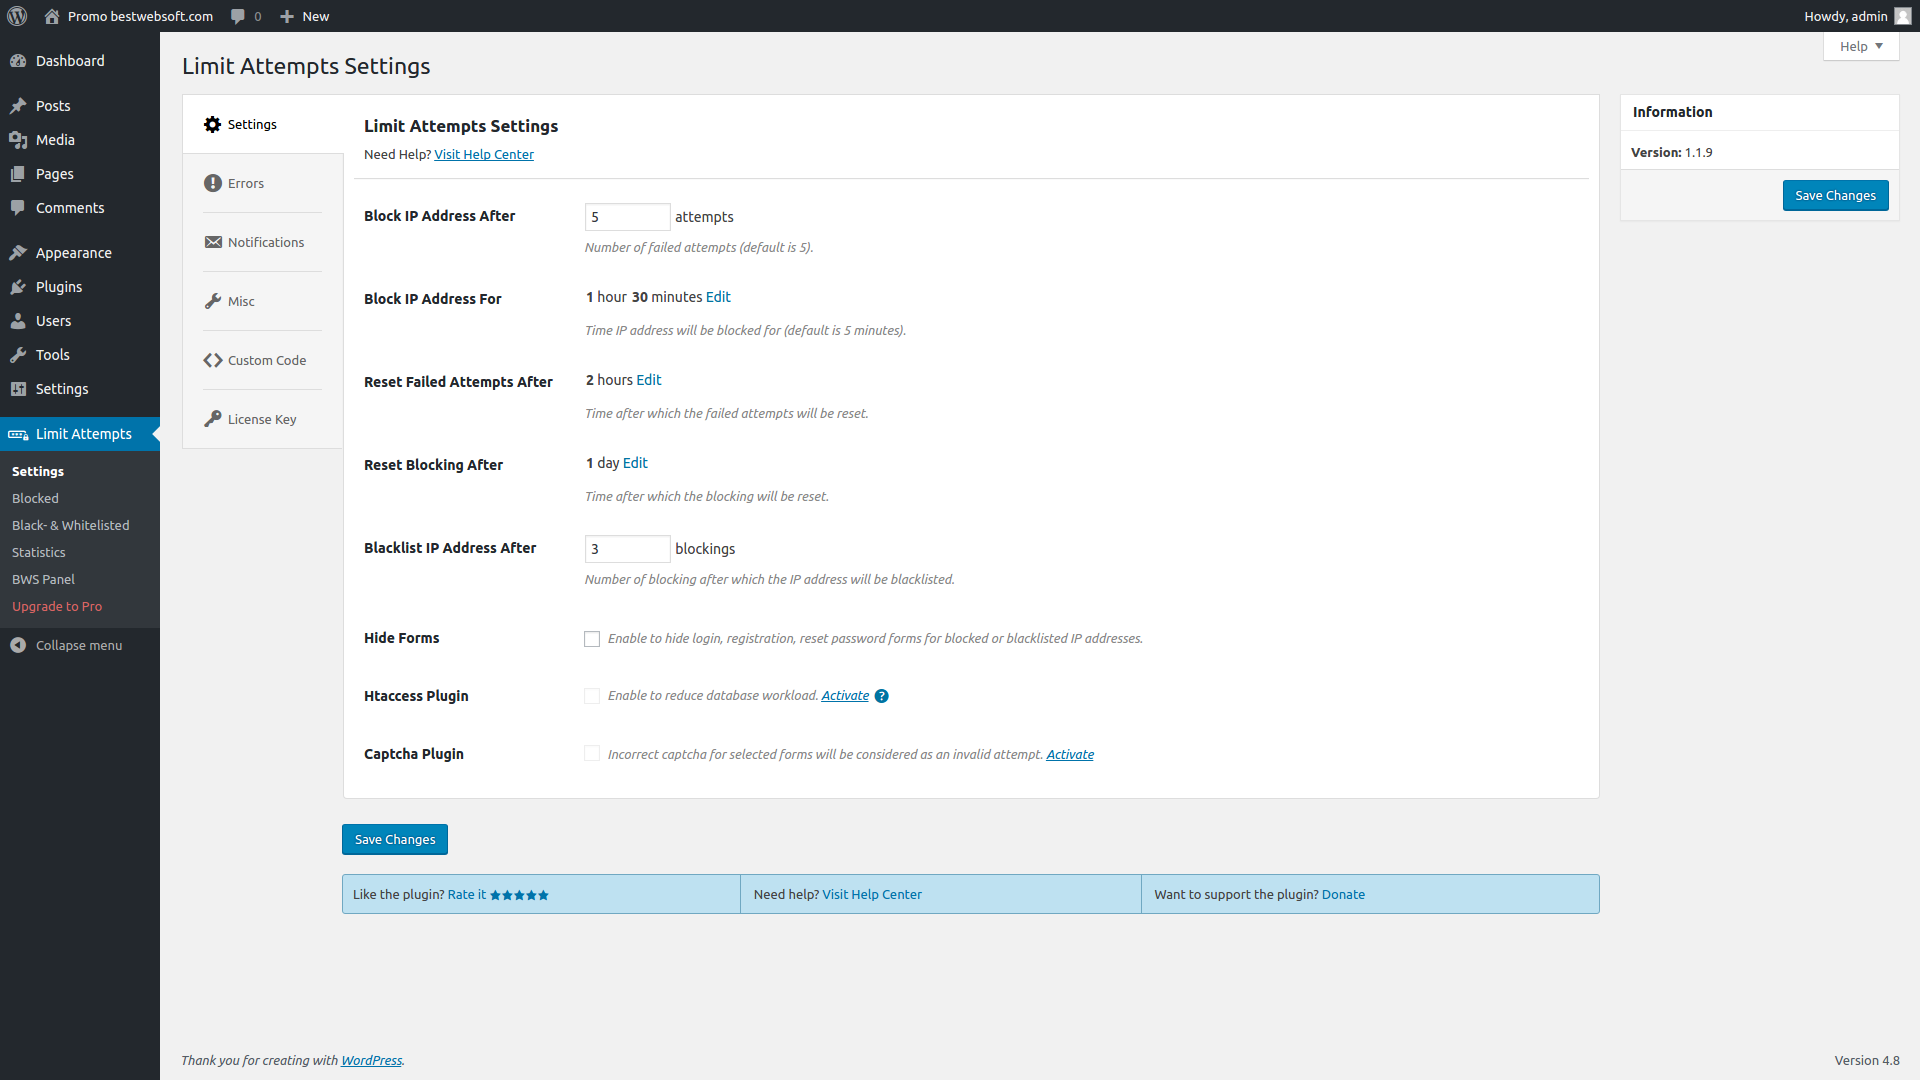 Promo bestwebsoft.com 0 New Howdy, admin
Help
Dashboard
Posts
Media
Pages
Comments
Appearance
Plugins
Users
Tools
Settings
Limit Attempts
Settings
Blocked
Black- & Whitelisted
Statistics
BWS Panel
Upgrade to Pro
Collapse menu
Limit Attempts Settings
Settings
Errors
Notifications
Misc
Custom Code
License Key
Limit Attempts Settings
Need Help? Visit Help Center
Block IP Address After 5 attempts
Number of failed attempts (default is 5).
Block IP Address For 1 hour 30 minutes Edit
Time IP address will be blocked for (default is 5 minutes).
Reset Failed Attempts After 2 hours Edit
Time after which the failed attempts will be reset.
Reset Blocking After 1 day Edit
Time after which the blocking will be reset.
Blacklist IP Address After 3 blockings
Number of blocking after which the IP address will be blacklisted.
Hide Forms Enable to hide login, registration, reset password forms for blocked or blacklisted IP addresses.
Htaccess Plugin Enable to reduce database workload. Activate ?
Captcha Plugin Incorrect captcha for selected forms will be considered as an invalid attempt. Activate
Save Changes
Like the plugin? Rate it ★★★★★ Need help? Visit Help Center Want to support the plugin? Donate
Information
Version: 1.1.9
Save Changes
Thank you for creating with WordPress. Version 4.8